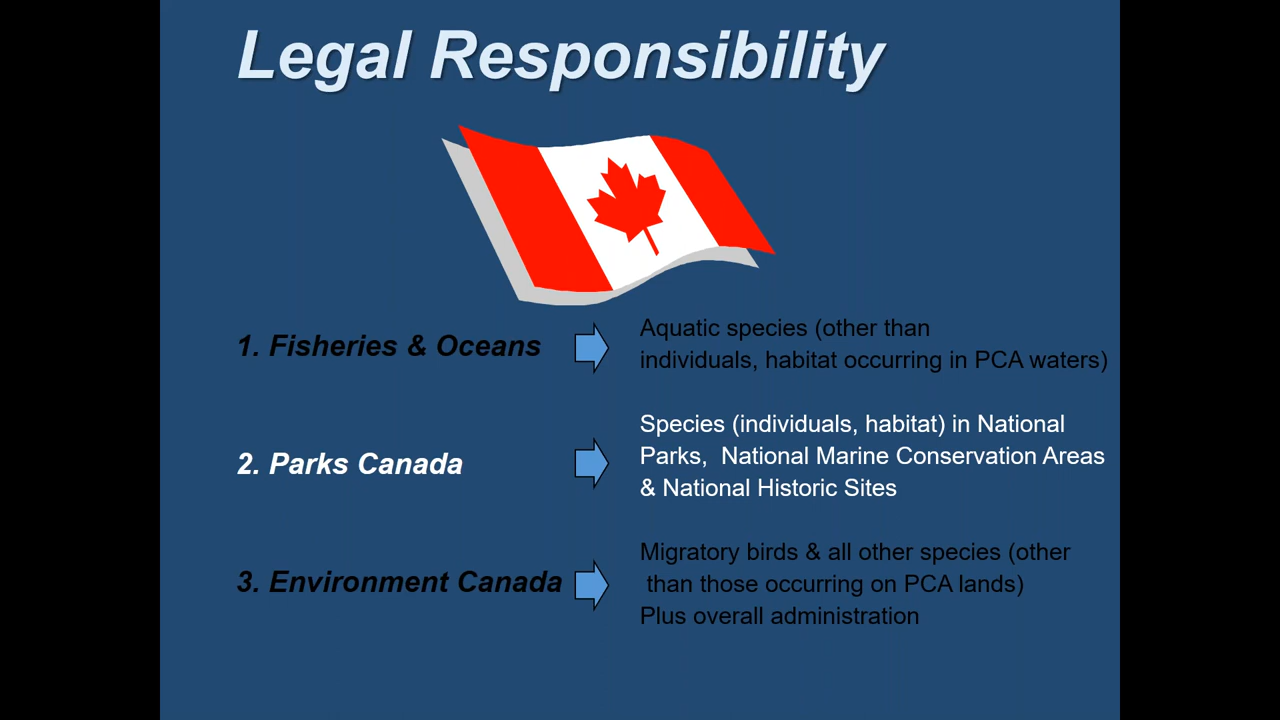 Legal Responsibility
1. Fisheries & Oceans
Aquatic species (other than
individuals, habitat occurring in PCA waters)
2. Parks Canada
Species (individuals, habitat) in National
Parks,  National Marine Conservation Areas
& National Historic Sites
3. Environment Canada
Migratory birds & all other species (other
than those occurring on PCA lands)
Plus overall administration